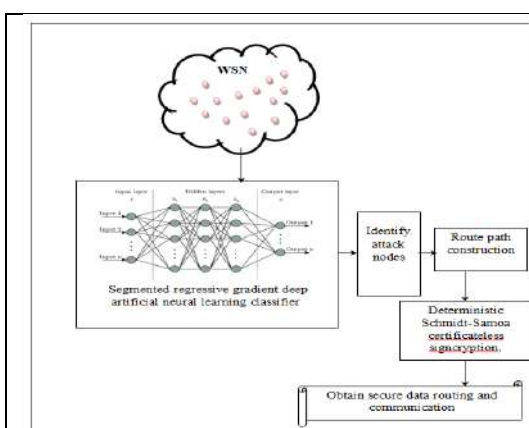 WSN
Input layer
Hidden layers
Output layer
Input 1
Input 2
Input n
Output 1
Output n
Segmented regressive gradient deep
artificial neural learning classifier
Identify
attack
nodes
Route path
construction
Deterministic
Schmidt-Samoa
certificateless
signcryption.
Obtain secure data routing and
communication